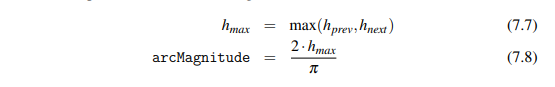 h_max = max(h_prev, h_next) (7.7)
arcMagnitude = 2 · h_max / π (7.8)